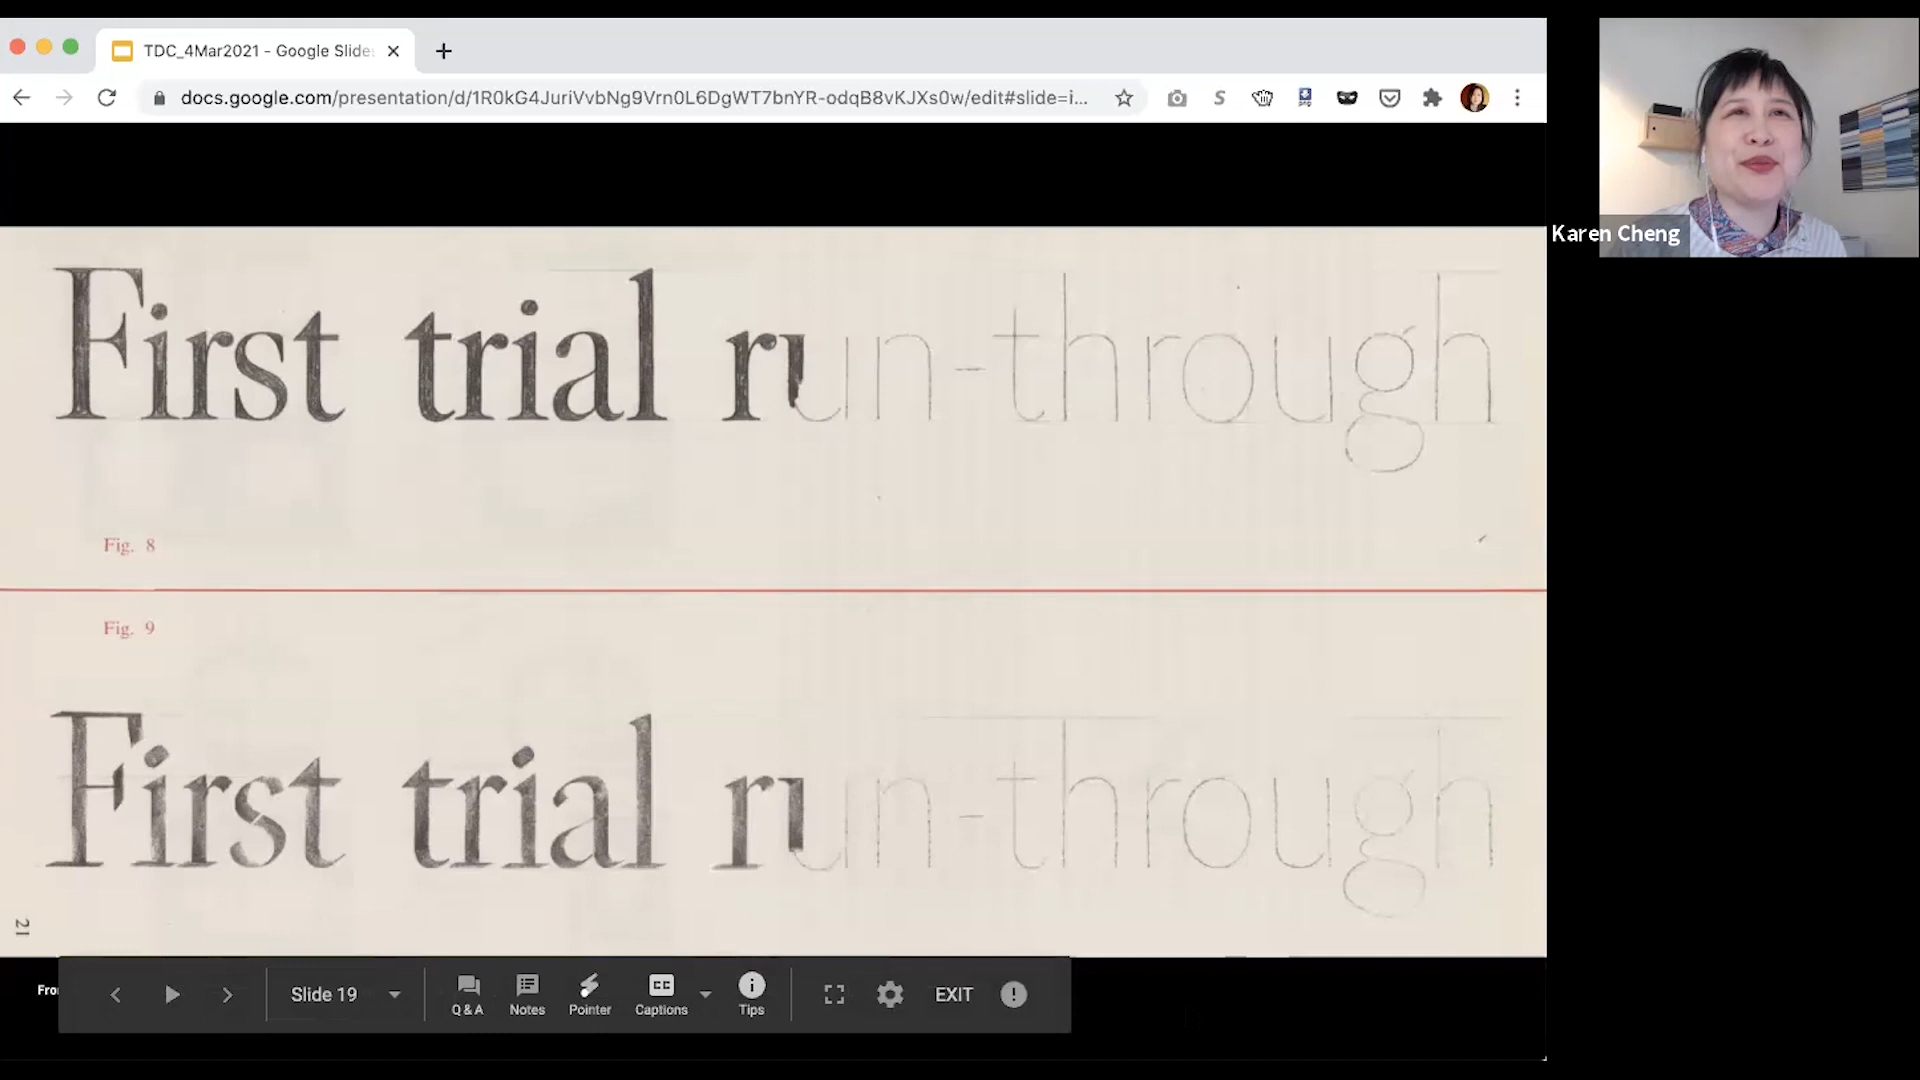 TDC_4Mar2021 - Google Slide
docs.google.com/presentation/d/1R0kG4JuriVvbNg9Vrn0L6DgWT7bnYR-odqB8vKJXs0w/edit#slide=i...
Karen Cheng
First trial run-through
Fig. 8
Fig. 9
First trial run-through
21
Slide 19
Q & A
Notes
Pointer
CC
Captions
Tips
EXIT